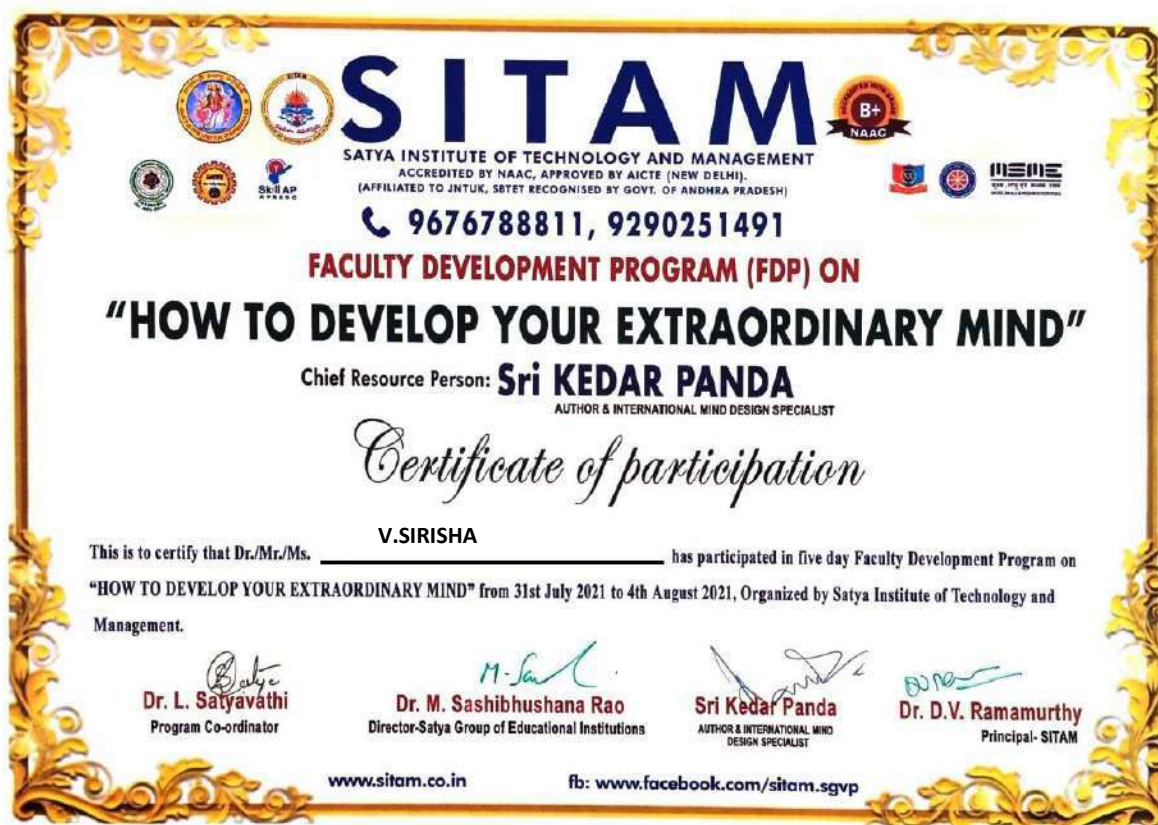 SITAM
B+
NAAC
SATYA INSTITUTE OF TECHNOLOGY AND MANAGEMENT
ACCREDITED BY NAAC, APPROVED BY AICTE (NEW DELHI).
(AFFILIATED TO JNTUK, SBTET RECOGNISED BY GOVT. OF ANDHRA PRADESH)
Skill AP
MSME
9676788811, 9290251491
FACULTY DEVELOPMENT PROGRAM (FDP) ON
"HOW TO DEVELOP YOUR EXTRAORDINARY MIND"
Chief Resource Person: Sri KEDAR PANDA
AUTHOR & INTERNATIONAL MIND DESIGN SPECIALIST
Certificate of participation
V.SIRISHA
This is to certify that Dr./Mr./Ms. has participated in five day Faculty Development Program on
"HOW TO DEVELOP YOUR EXTRAORDINARY MIND" from 31st July 2021 to 4th August 2021, Organized by Satya Institute of Technology and
Management.
Dr. L. Satyavathi
Program Co-ordinator
Dr. M. Sashibhushana Rao
Director-Satya Group of Educational Institutions
Sri Kedar Panda
AUTHOR & INTERNATIONAL MIND
DESIGN SPECIALIST
Dr. D.V. Ramamurthy
Principal- SITAM
www.sitam.co.in
fb: www.facebook.com/sitam.sgvp